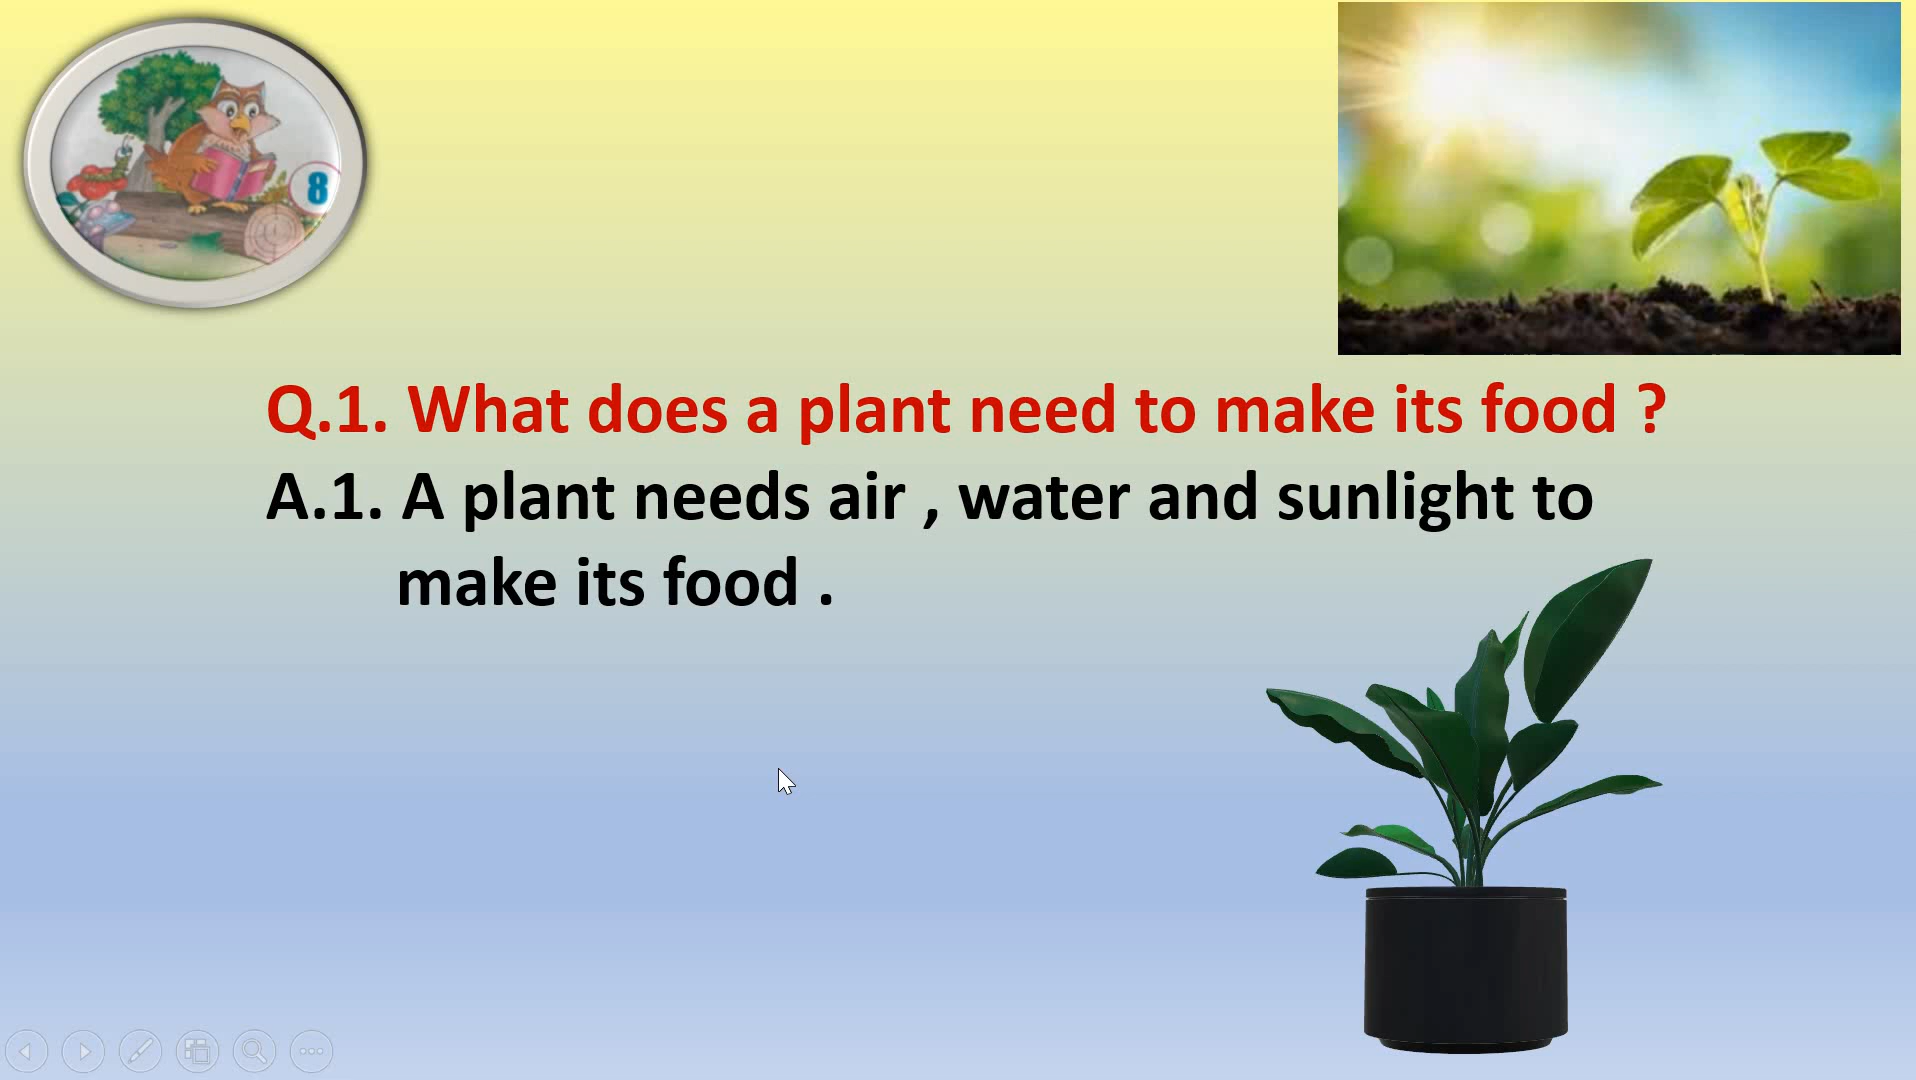 8
Q.1. What does a plant need to make its food ?
A.1. A plant needs air , water and sunlight to
make its food .